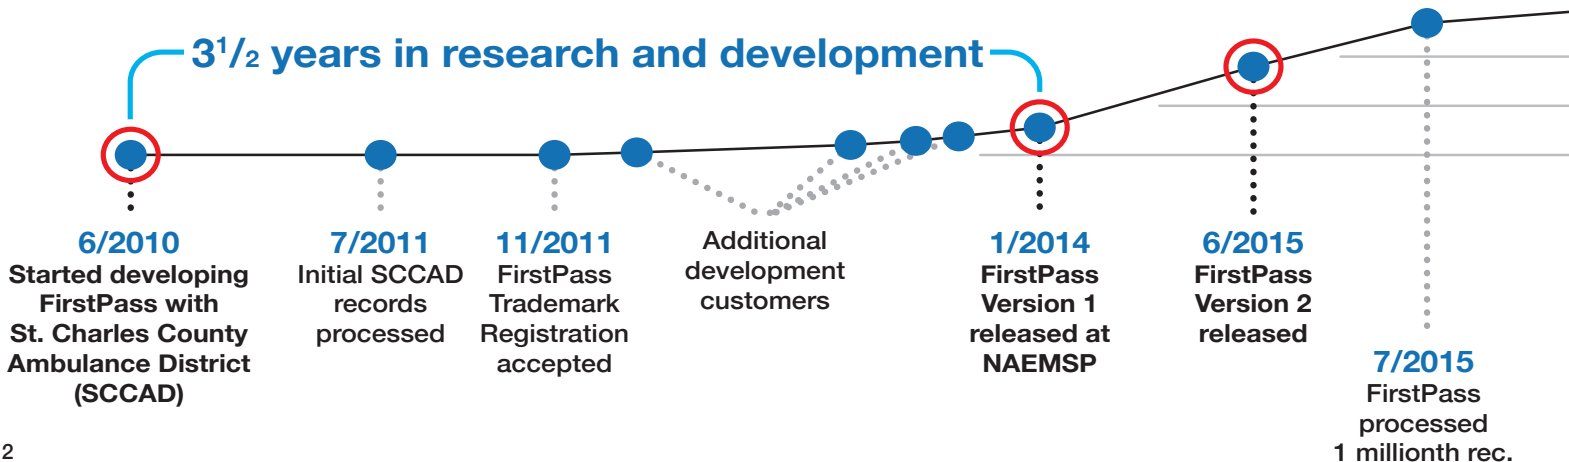 3 1/2 years in research and development
6/2010
Started developing
FirstPass with
St. Charles County
Ambulance District
(SCCAD)
7/2011
Initial SCCAD
records
processed
11/2011
FirstPass
Trademark
Registration
accepted
Additional
development
customers
1/2014
FirstPass
Version 1
released at
NAEMSP
6/2015
FirstPass
Version 2
released
7/2015
FirstPass
processed
1 millionth rec.
2